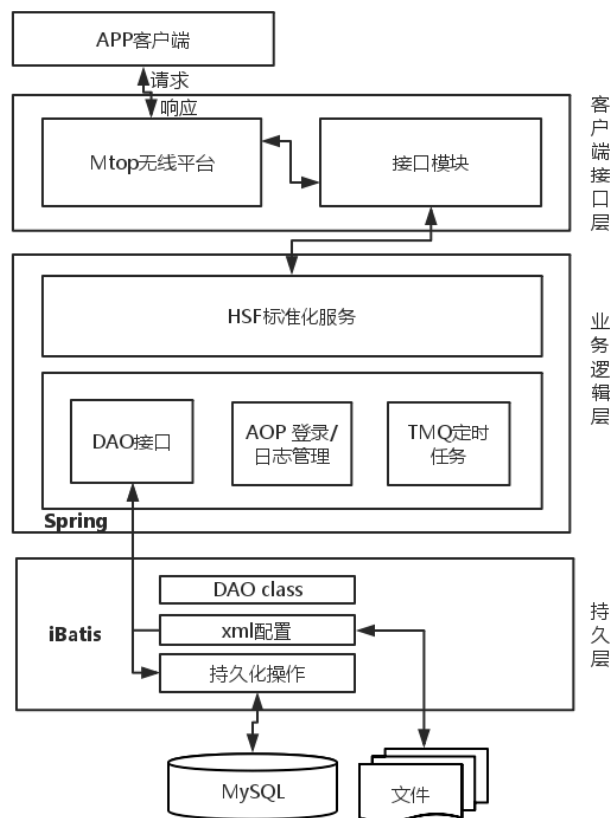 APP客户端
请求
响应
Mtop无线平台
接口模块
客户端接口层
HSF标准化服务
DAO接口
AOP 登录/
日志管理
TMQ定时
任务
Spring
业务逻辑层
DAO class
iBatis
xml配置
持久化操作
持久层
MySQL
文件